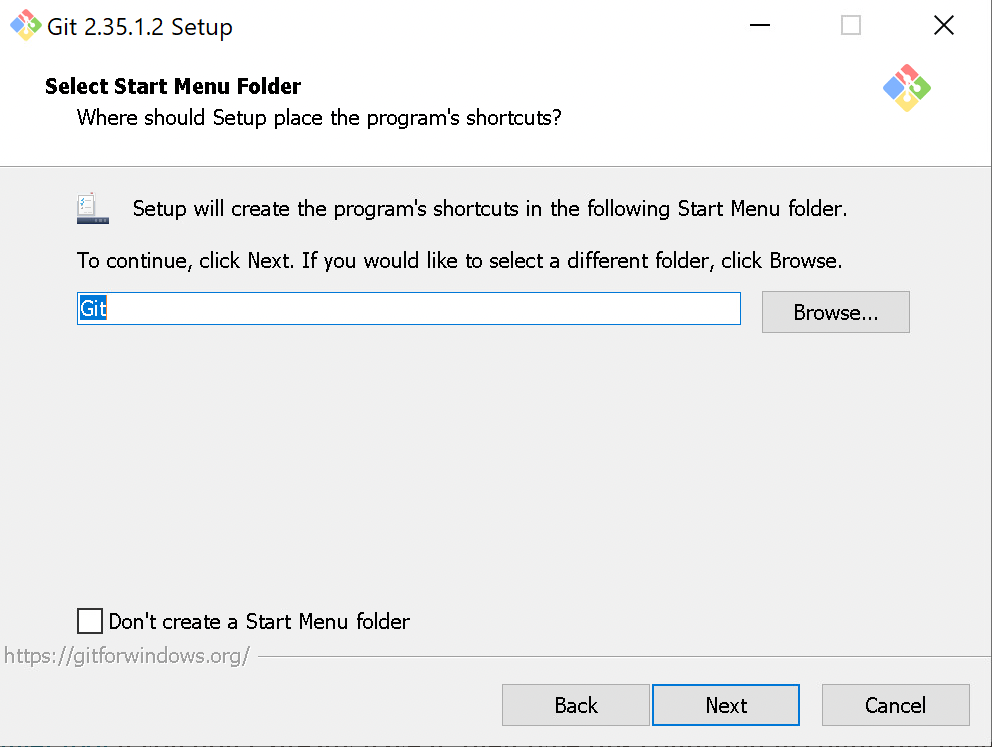 Git 2.35.1.2 Setup
Select Start Menu Folder
Where should Setup place the program's shortcuts?
Setup will create the program's shortcuts in the following Start Menu folder.
To continue, click Next. If you would like to select a different folder, click Browse.
Git
Browse...
Don't create a Start Menu folder
https://gitforwindows.org/
Back Next Cancel